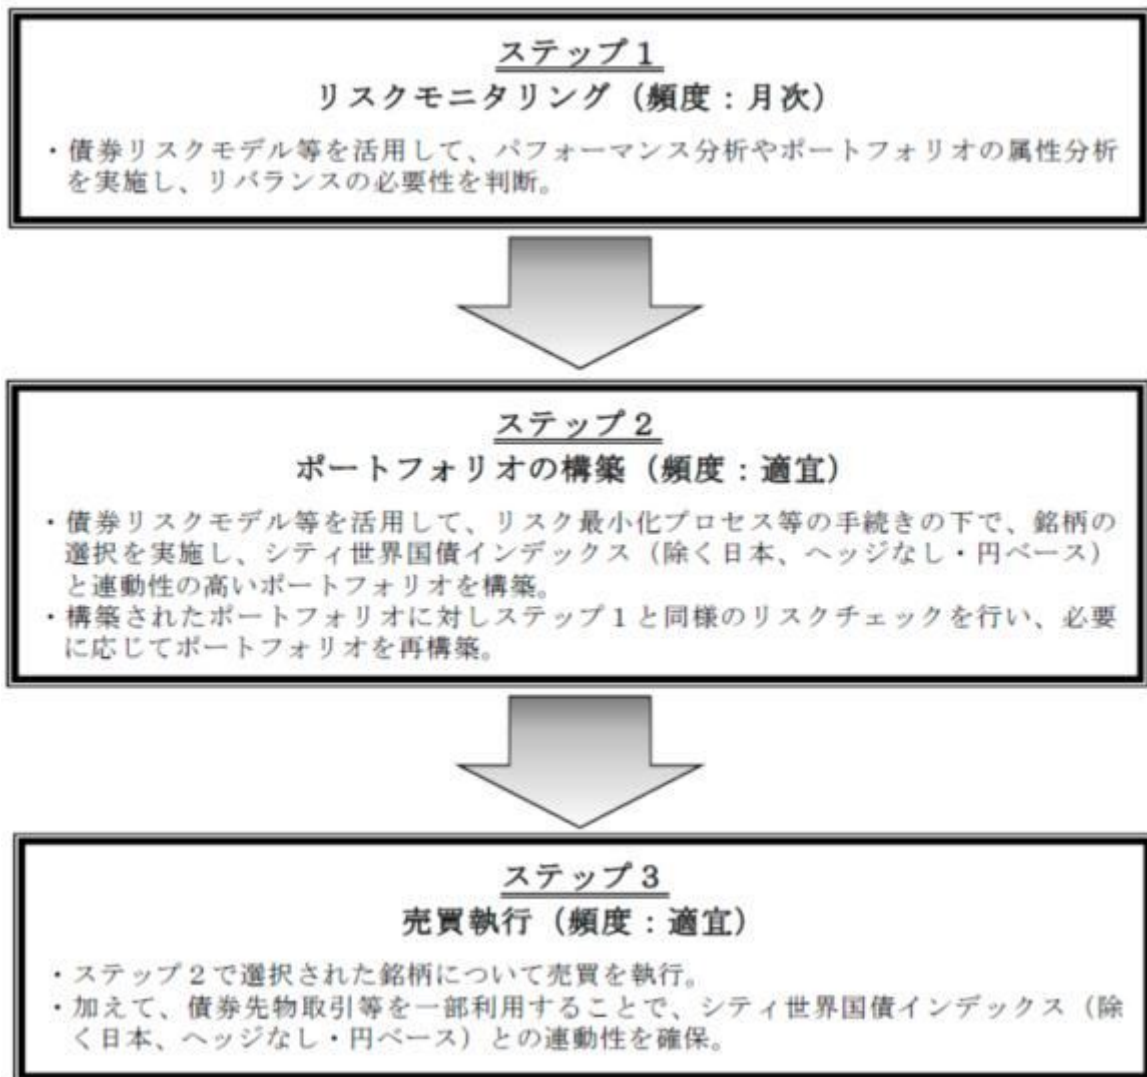 ステップ1
リスクモニタリング（頻度：月次）
・債券リスクモデル等を活用して、パフォーマンス分析やポートフォリオの属性分析
を実施し、リバランスの必要性を判断。
ステップ2
ポートフォリオの構築（頻度：適宜）
・債券リスクモデル等を活用して、リスク最小化プロセス等の手続きの下で、銘柄の
選択を実施し、シティ世界国債インデックス（除く日本、ヘッジなし・円ベース）
と連動性の高いポートフォリオを構築。
・構築されたポートフォリオに対しステップ1と同様のリスクチェックを行い、必要
に応じてポートフォリオを再構築。
ステップ3
売買執行（頻度：適宜）
・ステップ2で選択された銘柄について売買を執行。
・加えて、債券先物取引等を一部利用することで、シティ世界国債インデックス（除
く日本、ヘッジなし・円ベース）との連動性を確保。